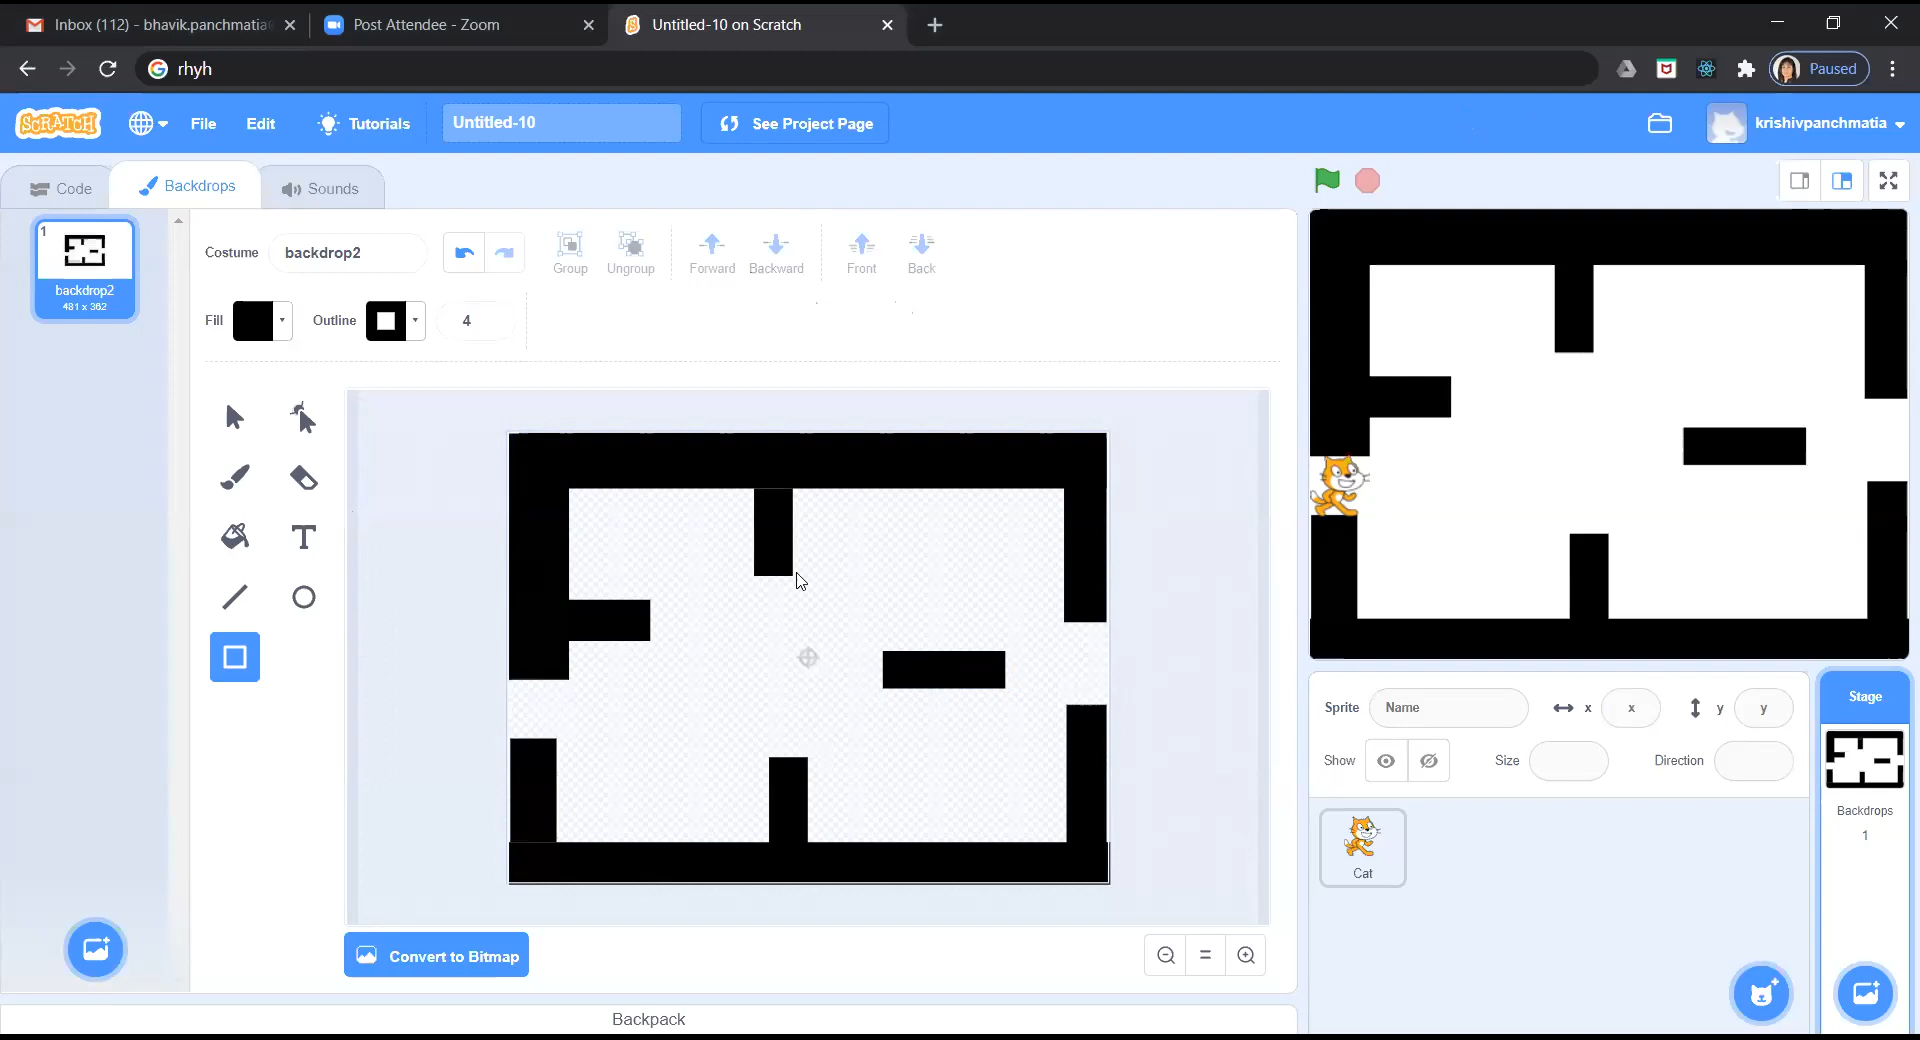 Inbox (112) - bhavik.panchmatia
Post Attendee - Zoom
Untitled-10 on Scratch
rhyh
Paused
SCRATCH
File
Edit
Tutorials
Untitled-10
See Project Page
krishivpanchmatia
Code
Backdrops
Sounds
1
backdrop2
481 x 362
Costume
backdrop2
Group
Ungroup
Forward
Backward
Front
Back
Fill
Outline
4
T
Convert to Bitmap
Backpack
Sprite
Name
x
x
y
y
Show
Size
Direction
Cat
Stage
Backdrops
1